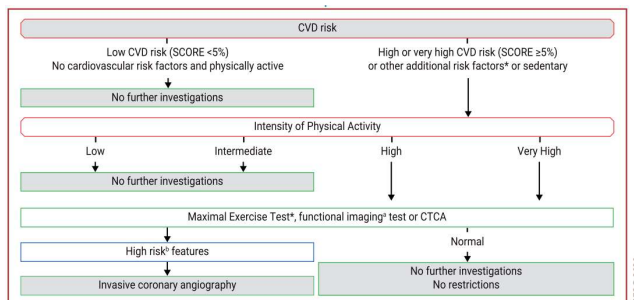 CVD risk
Low CVD risk (SCORE <5%)
No cardiovascular risk factors and physically active
High or very high CVD risk (SCORE ≥5%)
or other additional risk factors* or sedentary
No further investigations
Intensity of Physical Activity
Low
Intermediate
High
Very High
No further investigations
Maximal Exercise Test*, functional imagingª test or CTCA
High riskᵇ features
Normal
Invasive coronary angiography
No further investigations
No restrictions